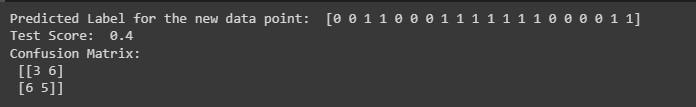 Predicted Label for the new data point:  [0 0 1 1 0 0 0 1 1 1 1 1 1 1 0 0 0 0 1 1]
Test Score:  0.4
Confusion Matrix:
 [[3 6]
 [6 5]]